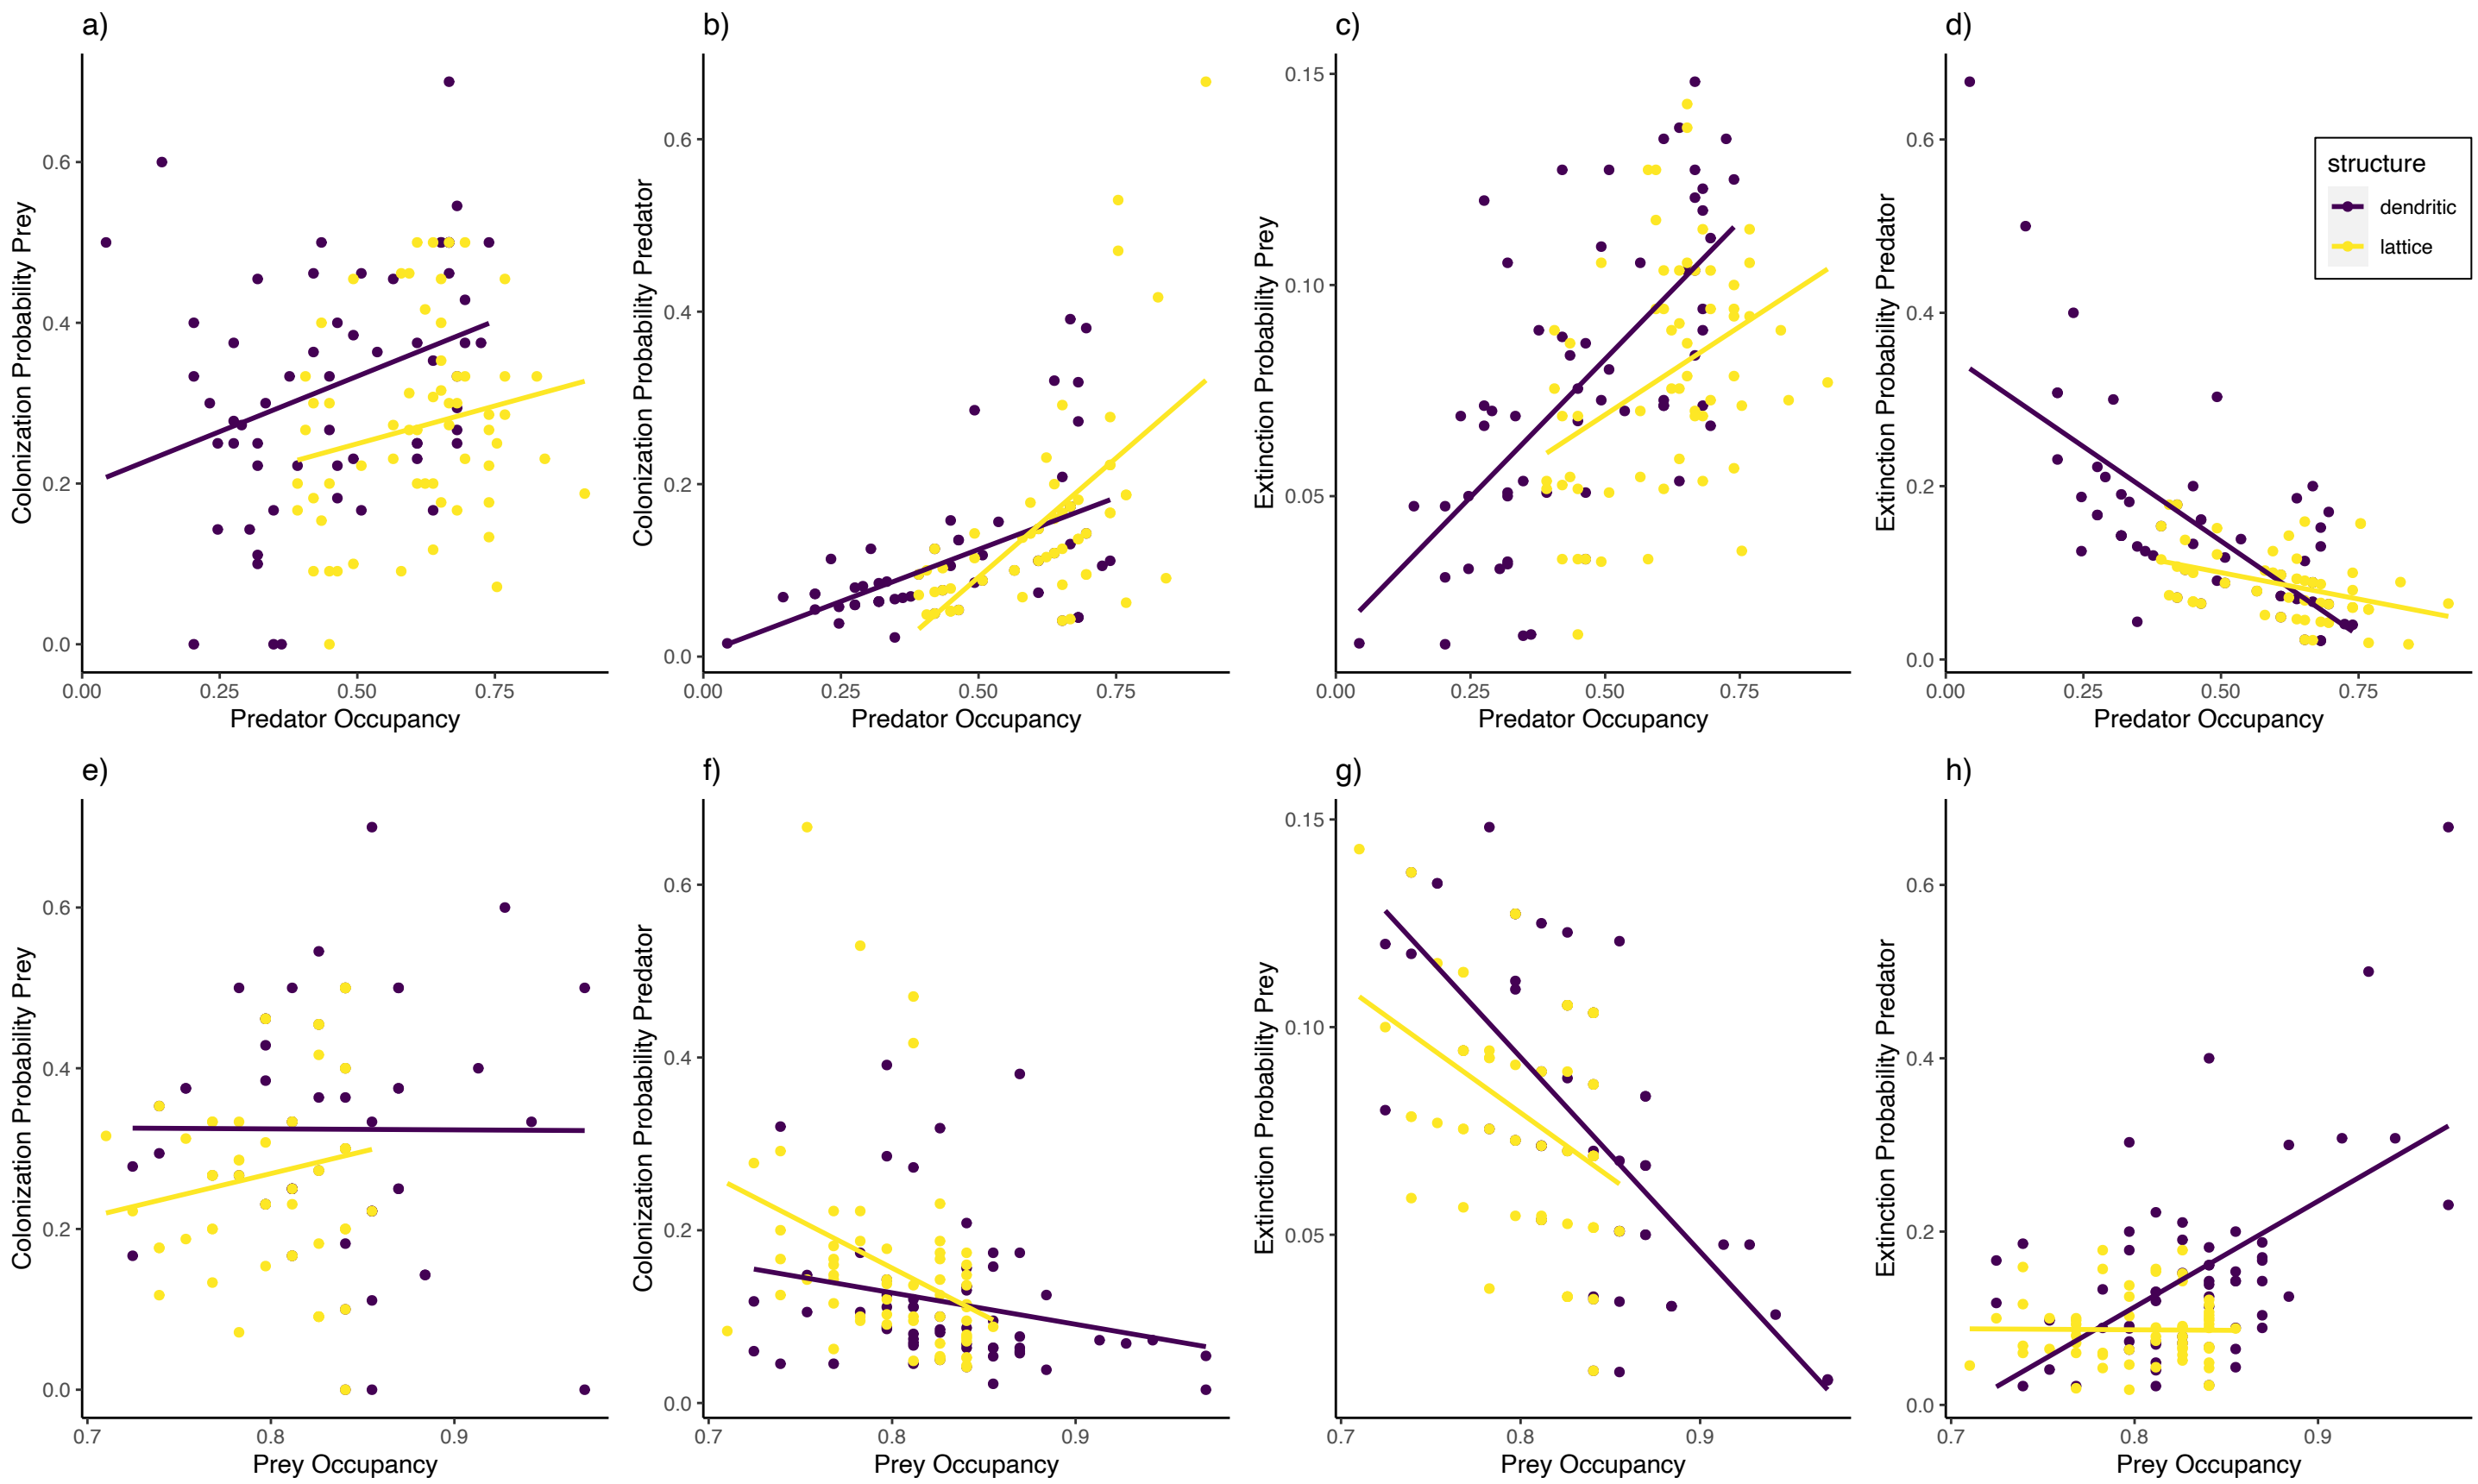 a)
Colonization Probability Prey
0.6
0.4
0.2
0.0
0.00 0.25 0.50 0.75
Predator Occupancy
b)
Colonization Probability Predator
0.6
0.4
0.2
0.0
0.00 0.25 0.50 0.75
Predator Occupancy
c)
Extinction Probability Prey
0.15
0.10
0.05
0.00 0.25 0.50 0.75
Predator Occupancy
d)
Extinction Probability Predator
0.6
0.4
0.2
0.0
0.00 0.25 0.50 0.75
Predator Occupancy
structure
dendritic
lattice
e)
Colonization Probability Prey
0.6
0.4
0.2
0.0
0.7 0.8 0.9
Prey Occupancy
f)
Colonization Probability Predator
0.6
0.4
0.2
0.0
0.7 0.8 0.9
Prey Occupancy
g)
Extinction Probability Prey
0.15
0.10
0.05
0.7 0.8 0.9
Prey Occupancy
h)
Extinction Probability Predator
0.6
0.4
0.2
0.0
0.7 0.8 0.9
Prey Occupancy